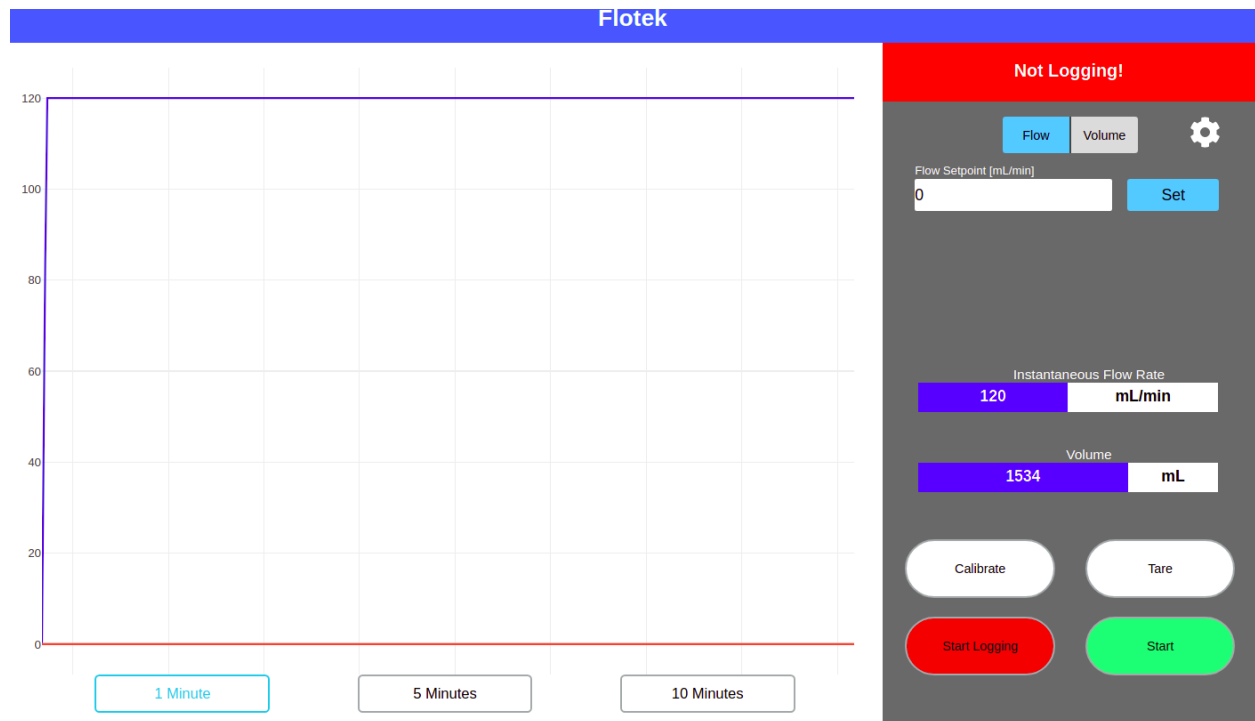 Flotek
Not Logging!
Flow Volume
Flow Setpoint [mL/min]
0 Set
Instantaneous Flow Rate
120 mL/min
Volume
1534 mL
Calibrate Tare
Start Logging Start
120
100
80
60
40
20
0
1 Minute 5 Minutes 10 Minutes